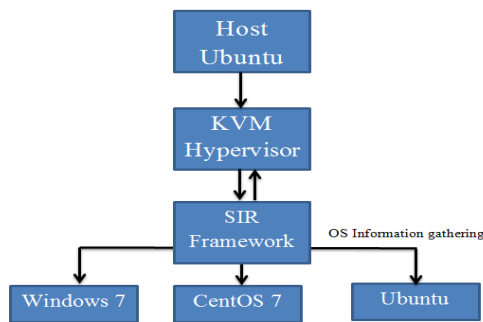 Host
Ubuntu
KVM
Hypervisor
SIR
Framework
OS Information gathering
Windows 7
CentOS 7
Ubuntu